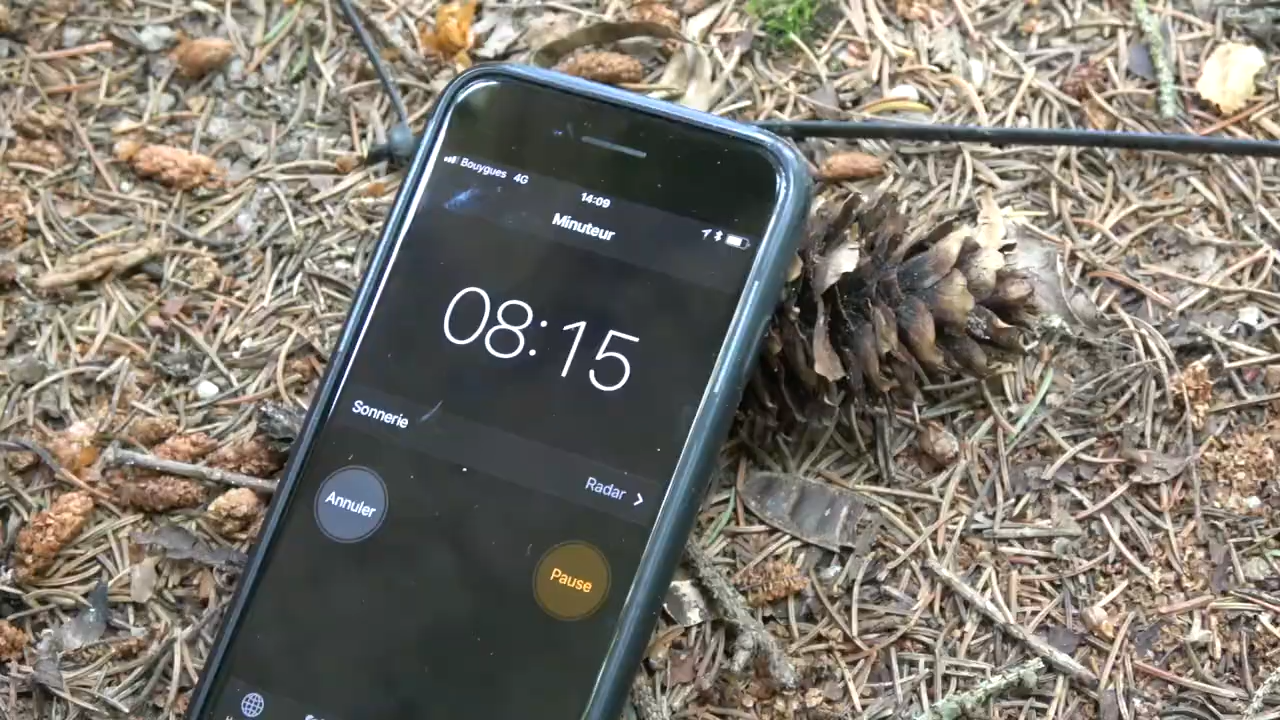 Bouygues 4G
14:09
Minuteur
08:15
Sonnerie
Radar
Annuler
Pause